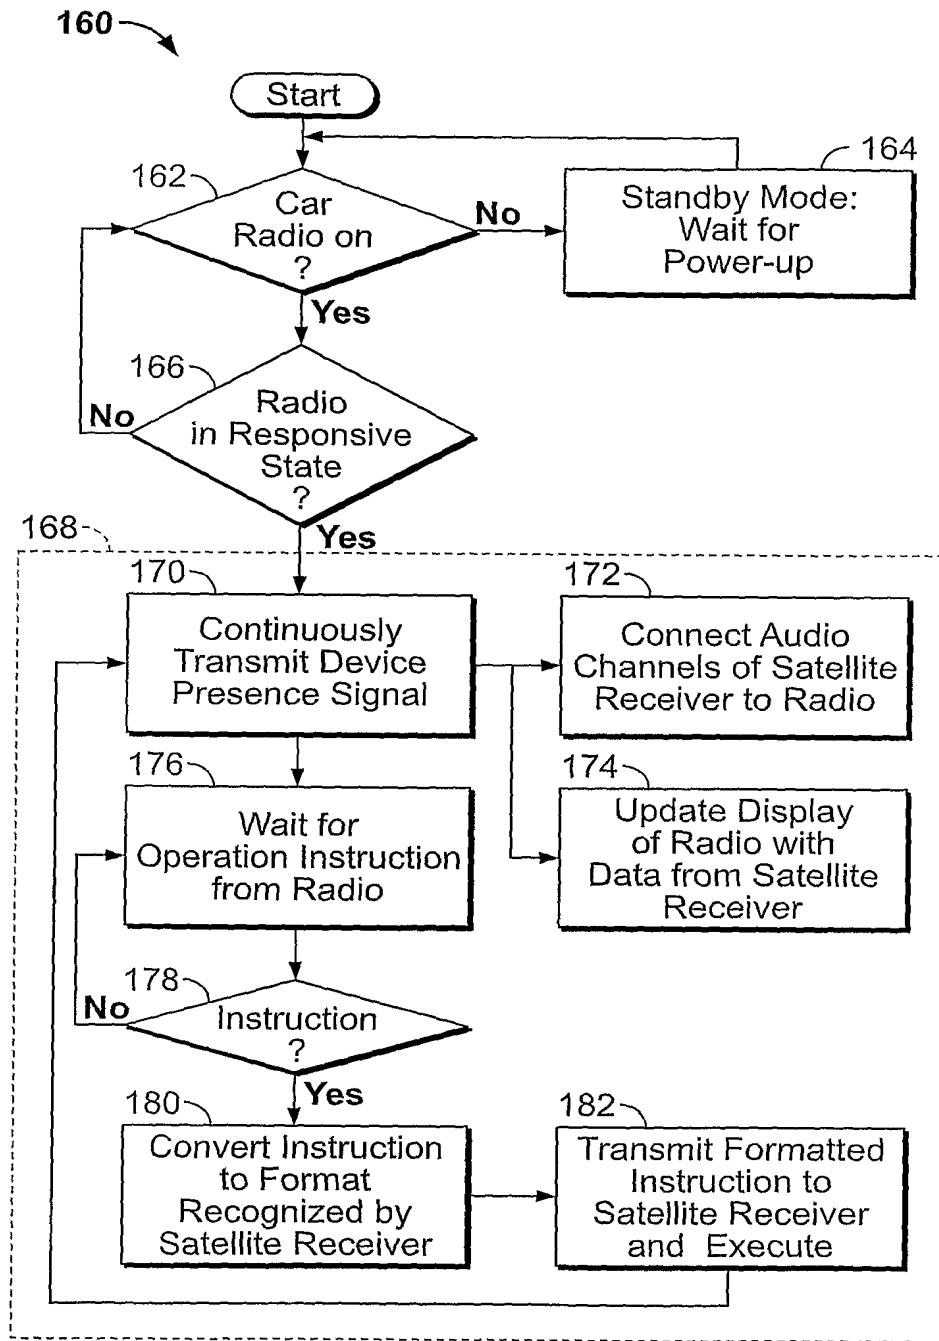 160
Start
162
Car
Radio on
?
No
164
Standby Mode:
Wait for
Power-up
Yes
166
Radio
in Responsive
State
?
No
Yes
168
170
Continuously
Transmit Device
Presence Signal
172
Connect Audio
Channels of Satellite
Receiver to Radio
174
Update Display
of Radio with
Data from Satellite
Receiver
176
Wait for
Operation Instruction
from Radio
178
Instruction
?
No
Yes
180
Convert Instruction
to Format
Recognized by
Satellite Receiver
182
Transmit Formatted
Instruction to
Satellite Receiver
and Execute